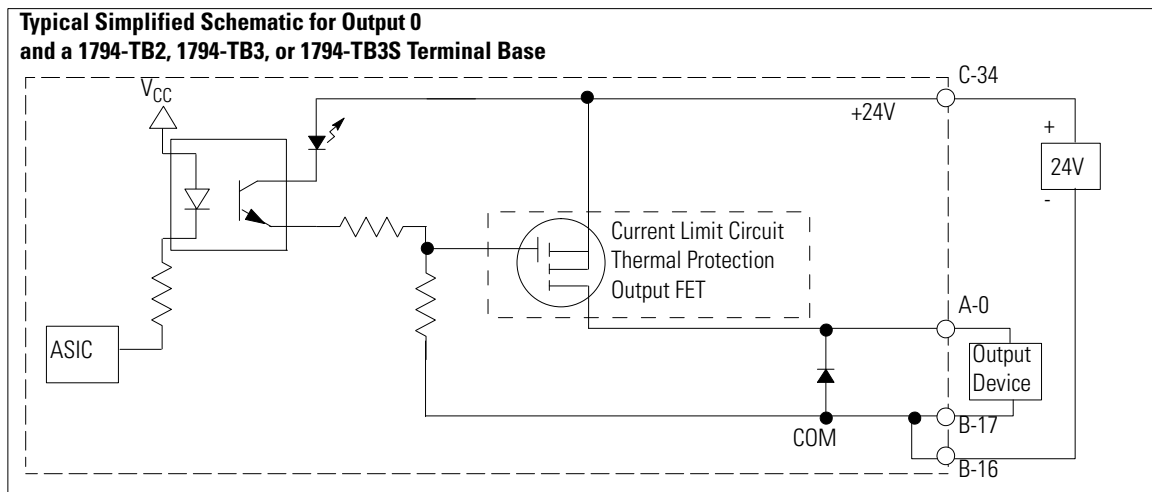 Typical Simplified Schematic for Output 0
and a 1794-TB2, 1794-TB3, or 1794-TB3S Terminal Base
C-34
VCC
+24V
+
24V
-
Current Limit Circuit
Thermal Protection
Output FET
A-0
ASIC
Output
Device
B-17
COM
B-16